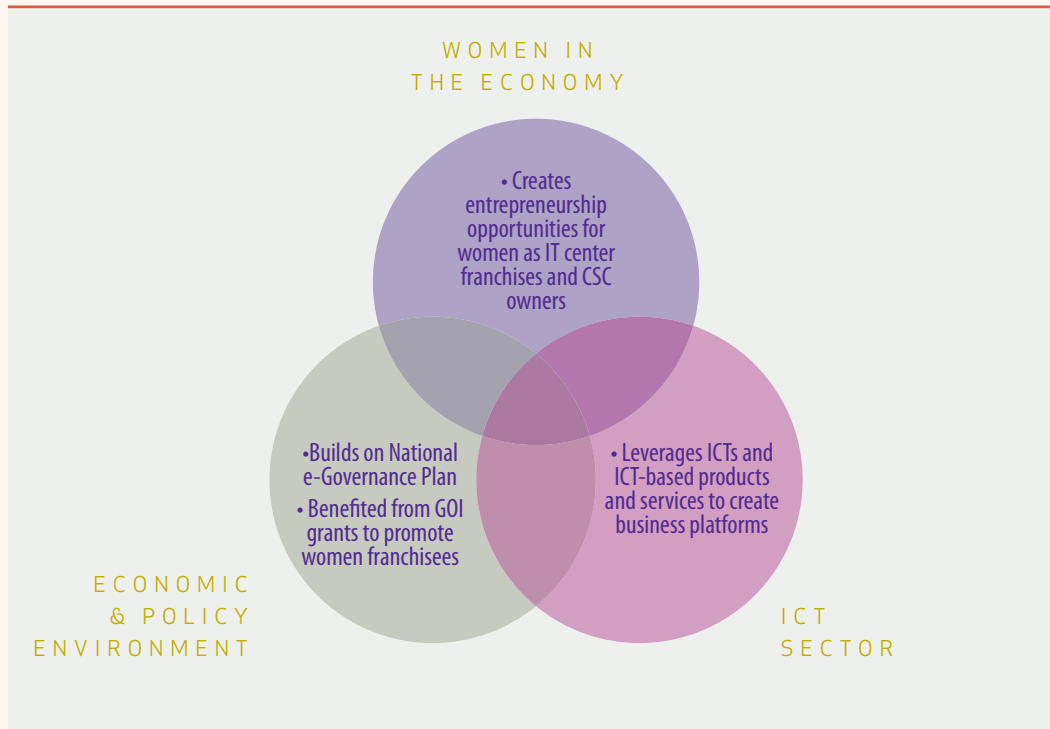 WOMEN IN
THE ECONOMY
• Creates
entrepreneurship
opportunities for
women as IT center
franchises and CSC
owners
•Builds on National
e-Governance Plan
• Benefited from GOI
grants to promote
women franchisees
• Leverages ICTs and
ICT-based products
and services to create
business platforms
ECONOMIC
& POLICY
ENVIRONMENT
ICT
SECTOR